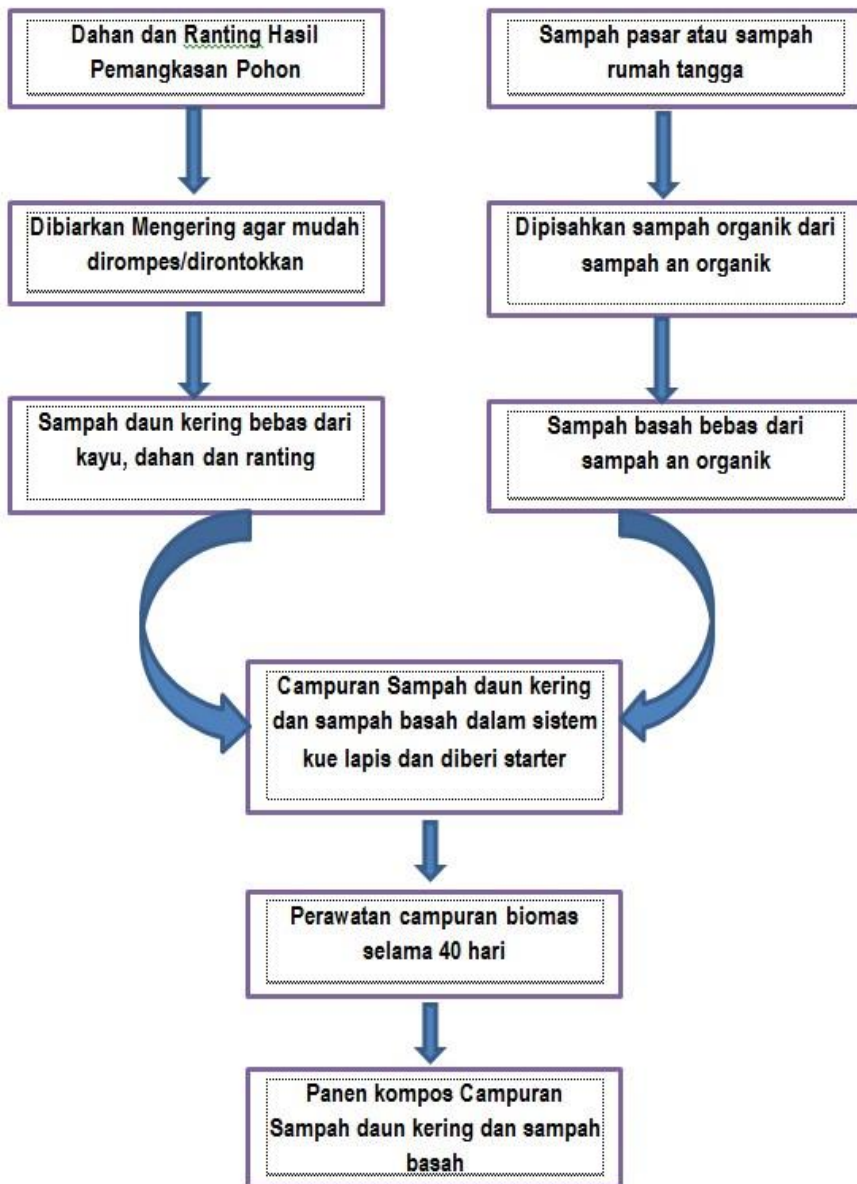 Dahan dan Ranting Hasil
Pemangkasan Pohon
Sampah pasar atau sampah
rumah tangga
Dibiarkan Mengering agar mudah
dirompes/dirontokkan
Dipisahkan sampah organik dari
sampah an organik
Sampah daun kering bebas dari
kayu, dahan dan ranting
Sampah basah bebas dari
sampah an organik
Campuran Sampah daun kering
dan sampah basah dalam sistem
kue lapis dan diberi starter
Perawatan campuran biomas
selama 40 hari
Panen kompos Campuran
Sampah daun kering dan sampah
basah